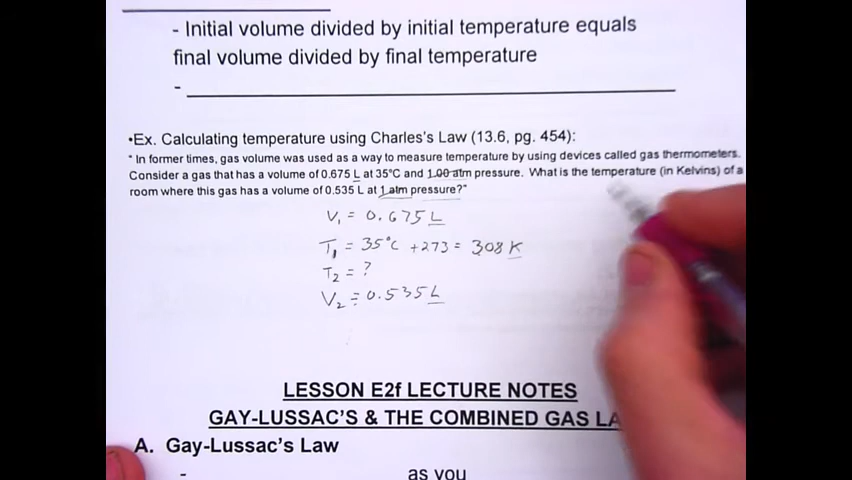 - Initial volume divided by initial temperature equals
final volume divided by final temperature
-
•Ex. Calculating temperature using Charles's Law (13.6, pg. 454):
" In former times, gas volume was used as a way to measure temperature by using devices called gas thermometers.
Consider a gas that has a volume of 0.675 L at 35°C and 1.00 atm pressure. What is the temperature (in Kelvins) of a
room where this gas has a volume of 0.535 L at 1 atm pressure?"
V₁ = 0.675 L
T₁ = 35°C +273 = 308 K
T₂ = ?
V₂ = 0.535 L
LESSON E2f LECTURE NOTES
GAY-LUSSAC'S & THE COMBINED GAS
A. Gay-Lussac's Law
- as you